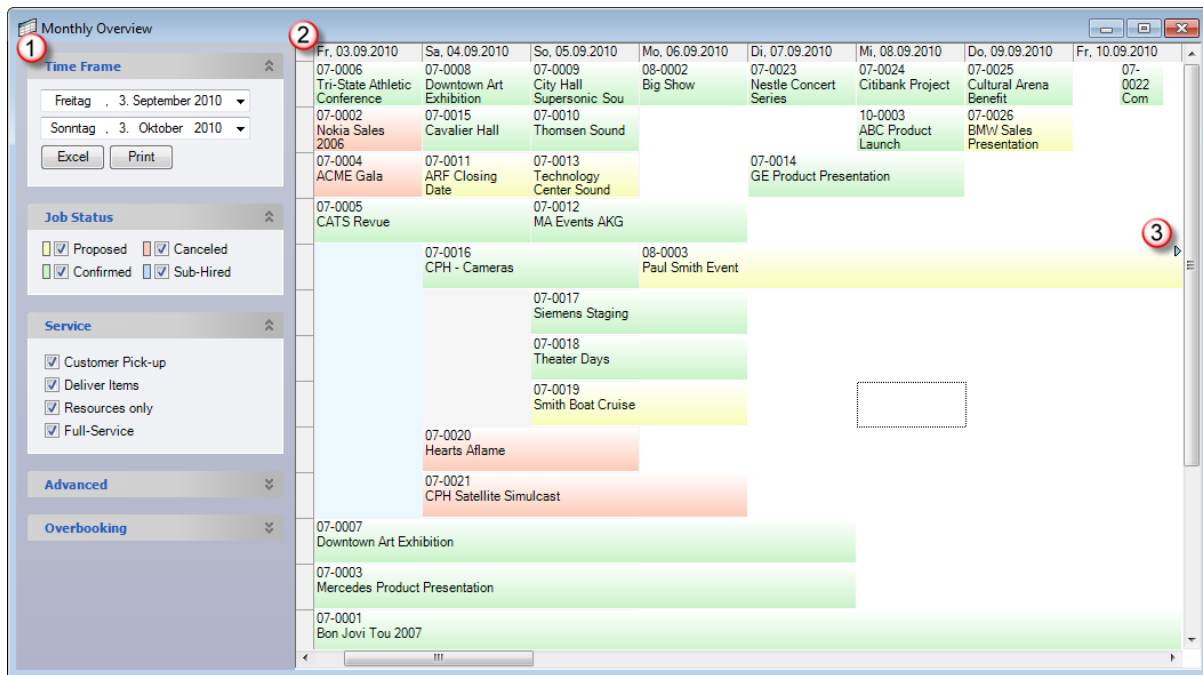 Monthly Overview
1
2
3
Time Frame
Freitag , 3. September 2010
Sonntag , 3. Oktober 2010
Excel Print
Job Status
Proposed Canceled
Confirmed Sub-Hired
Service
Customer Pick-up
Deliver Items
Resources only
Full-Service
Advanced
Overbooking
Fr, 03.09.2010 Sa, 04.09.2010 So, 05.09.2010 Mo, 06.09.2010 Di, 07.09.2010 Mi, 08.09.2010 Do, 09.09.2010 Fr, 10.09.2010
07-0006
Tri-State Athletic
Conference
07-0008
Downtown Art
Exhibition
07-0009
City Hall
Supersonic Sou
08-0002
Big Show
07-0023
Nestle Concert
Series
07-0024
Citibank Project
07-0025
Cultural Arena
Benefit
07-
0022
Com
07-0002
Nokia Sales
2006
07-0015
Cavalier Hall
07-0010
Thomsen Sound
10-0003
ABC Product
Launch
07-0026
BMW Sales
Presentation
07-0004
ACME Gala
07-0011
ARF Closing
Date
07-0013
Technology
Center Sound
07-0014
GE Product Presentation
07-0005
CATS Revue
07-0012
MA Events AKG
07-0016
CPH - Cameras
08-0003
Paul Smith Event
07-0017
Siemens Staging
07-0018
Theater Days
07-0019
Smith Boat Cruise
07-0020
Hearts Aflame
07-0021
CPH Satellite Simulcast
07-0007
Downtown Art Exhibition
07-0003
Mercedes Product Presentation
07-0001
Bon Jovi Tou 2007